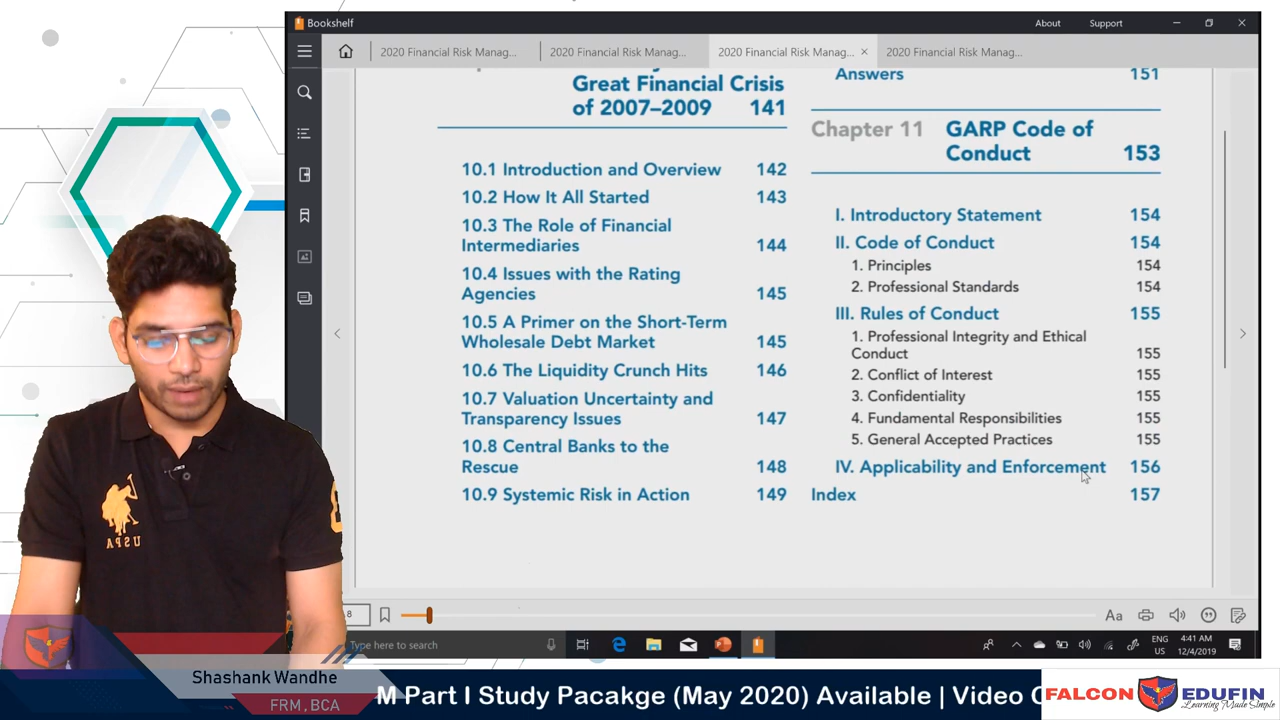 Bookshelf
About
Support
2020 Financial Risk Manag...
2020 Financial Risk Manag...
2020 Financial Risk Manag...
2020 Financial Risk Manag...
Great Financial Crisis
of 2007–2009 141
10.1 Introduction and Overview 142
10.2 How It All Started 143
10.3 The Role of Financial
Intermediaries 144
10.4 Issues with the Rating
Agencies 145
10.5 A Primer on the Short-Term
Wholesale Debt Market 145
10.6 The Liquidity Crunch Hits 146
10.7 Valuation Uncertainty and
Transparency Issues 147
10.8 Central Banks to the
Rescue 148
10.9 Systemic Risk in Action 149
Answers 151
Chapter 11 GARP Code of
Conduct 153
I. Introductory Statement 154
II. Code of Conduct 154
1. Principles 154
2. Professional Standards 154
III. Rules of Conduct 155
1. Professional Integrity and Ethical
Conduct 155
2. Conflict of Interest 155
3. Confidentiality 155
4. Fundamental Responsibilities 155
5. General Accepted Practices 155
IV. Applicability and Enforcement 156
Index 157
8
Aa
Type here to search
ENG
US
4:41 AM
12/4/2019
USPA
Shashank Wandhe
FRM, BCA
M Part I Study Pacakge (May 2020) Available | Video
FALCON EDUFIN
Learning Made Simple